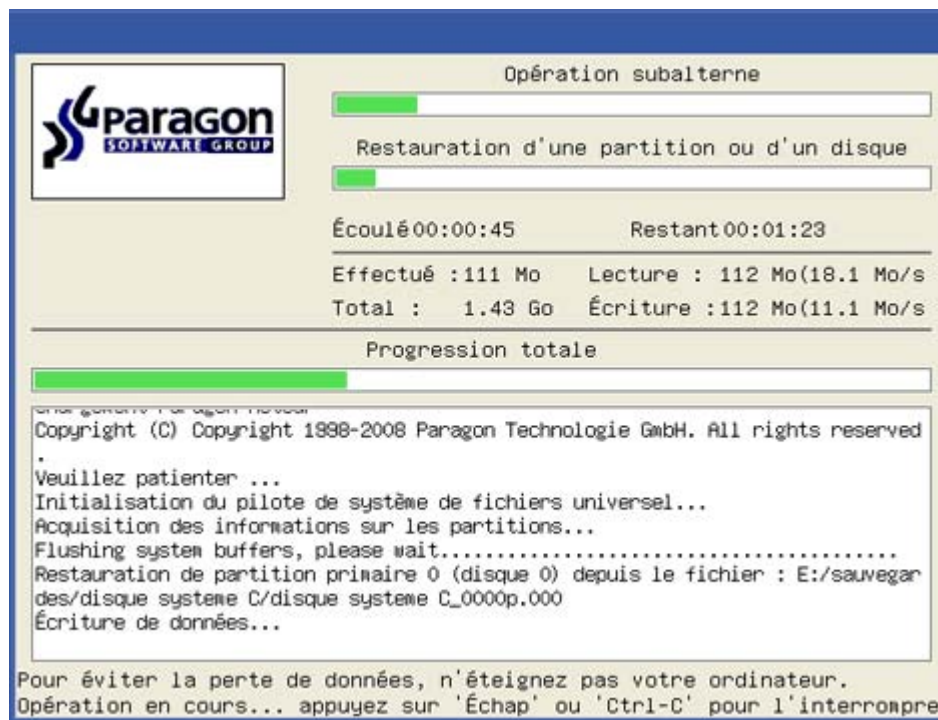 Paragon
SOFTWARE GROUP
Opération subalterne
Restauration d'une partition ou d'un disque
Écoulé 00:00:45 Restant 00:01:23
Effectué :111 Mo Lecture : 112 Mo(18.1 Mo/s
Total : 1.43 Go Écriture :112 Mo(11.1 Mo/s
Progression totale
Copyright (C) Copyright 1998-2008 Paragon Technologie GmbH. All rights reserved
.
Veuillez patienter ...
Initialisation du pilote de système de fichiers universel...
Acquisition des informations sur les partitions...
Flushing system buffers, please wait..........................................
Restauration de partition primaire 0 (disque 0) depuis le fichier : E:/sauvegar
des/disque systeme C/disque systeme C_0000p.000
Écriture de données...
Pour éviter la perte de données, n'éteignez pas votre ordinateur.
Opération en cours... appuyez sur 'Échap' ou 'Ctrl-C' pour l'interrompre